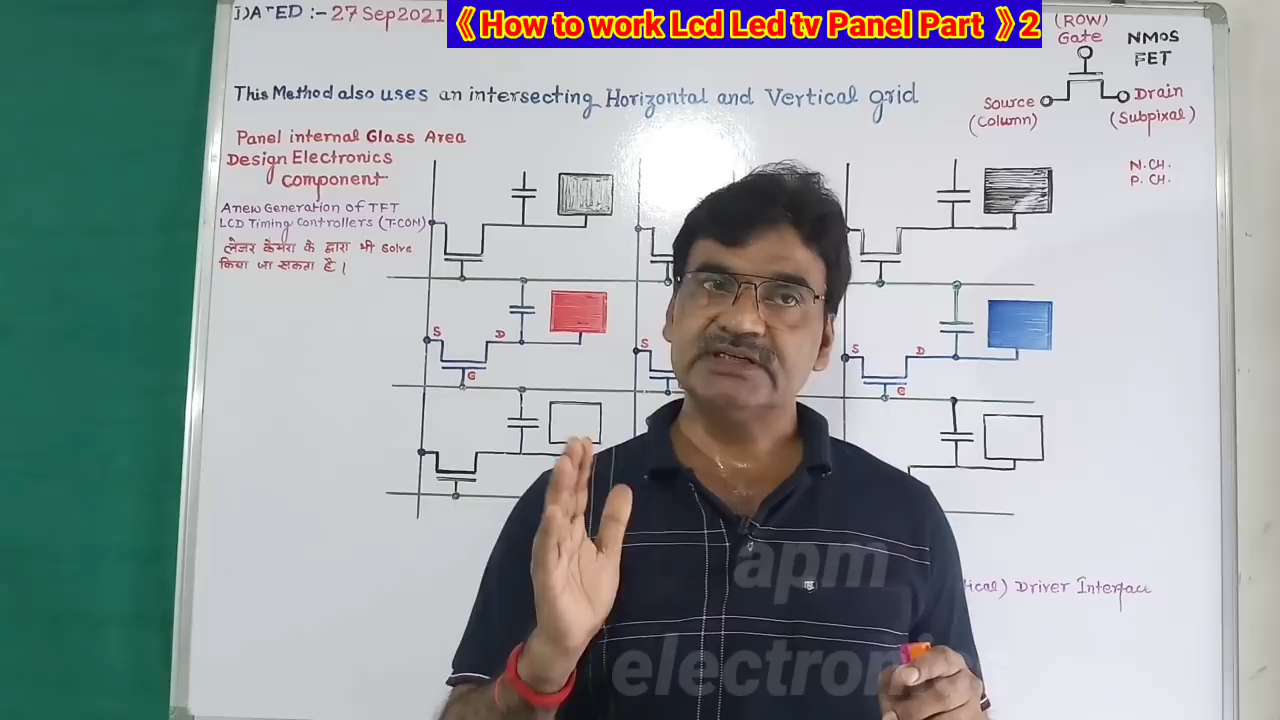 DATED :- 27 Sep 2021
《 How to work Lcd Led tv Panel Part 》2
(ROW)
Gate
NMOS
FET
Source
(Column)
Drain
(Subpixal)
N.CH.
P.CH.
This Method also uses an intersecting Horizontal and Vertical grid
Panel internal Glass Area
Design Electronics
component
Anew Generation of TFT
LCD Timing Controllers (T-CON)
लेजर केमरा के द्वारा भी Solve
किया जा सकता है।
S
D
G
S
S
D
G
ical) Driver Interface
apm
electron